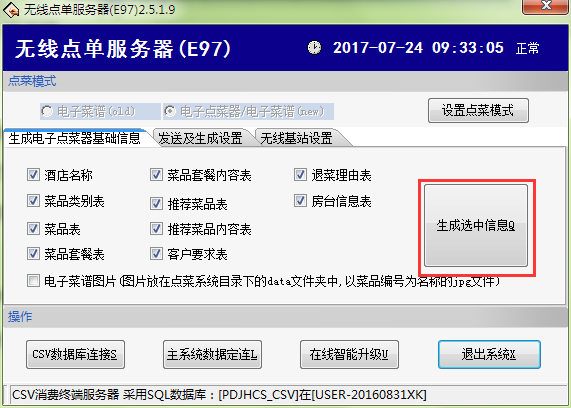 无线点单服务器(E97)2.5.1.9
无线点单服务器(E97) 2017-07-24 09:33:05 正常
点菜模式
电子菜谱(old) 电子点菜器/电子菜谱(new) 设置点菜模式
生成电子点菜器基础信息 发送及生成设置 无线基站设置
酒店名称 菜品套餐内容表 退菜理由表
菜品类别表 推荐菜品表 房台信息表
菜品表 推荐菜品内容表
菜品套餐表 客户要求表
生成选中信息Q
电子菜谱图片(图片放在点菜系统目录下的data文件夹中,以菜品编号为名称的jpg文件)
操作
CSV数据库连接S 主系统数据定连L 在线智能升级U 退出系统X
CSV消费终端服务器 采用SQL数据库：[PDJHCS_CSV]在[USER-20160831XK]